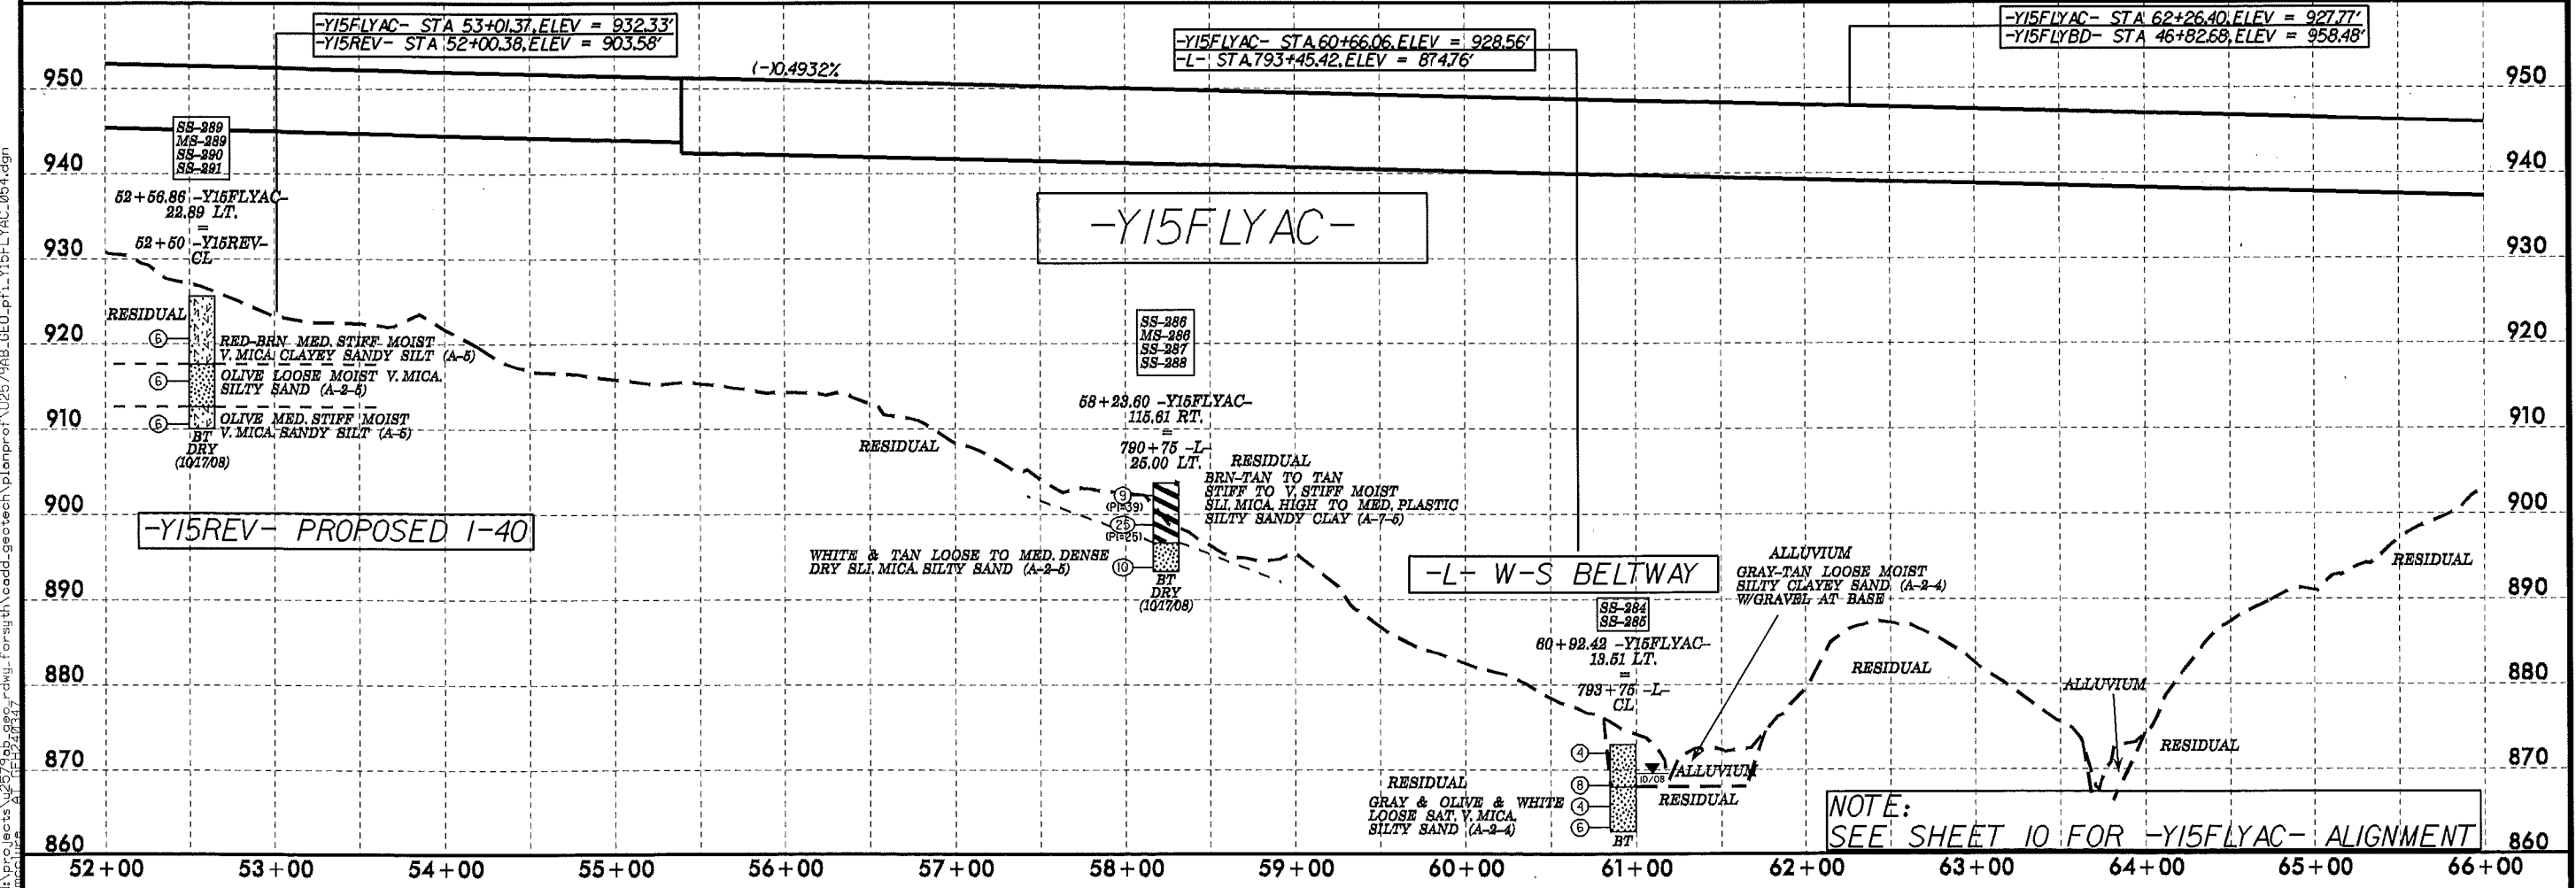 -Y15FLYAC- STA 53+01.37, ELEV = 932.33'
-Y15REV- STA 52+00.38, ELEV = 903.58'
-Y15FLYAC- STA. 60+66.06, ELEV = 928.56'
-L- STA. 793+45.42, ELEV = 874.76'
-Y15FLYAC- STA 62+26.40, ELEV = 927.77'
-Y15FLYBD- STA 46+82.68, ELEV = 958.48'
(-)0.4932%
950
950
940
940
930
930
920
920
910
910
900
900
890
890
880
880
870
870
860
860
SS-289
MS-289
SS-290
SS-291
52+56.86 -Y15FLYAC-
22.89 LT.
=
52+50 -Y15REV-
CL
RESIDUAL
6
RED-BRN MED. STIFF MOIST
V. MICA. CLAYEY SANDY SILT (A-5)
6
OLIVE LOOSE MOIST V. MICA.
SILTY SAND (A-2-5)
6
OLIVE MED. STIFF MOIST
V. MICA. SANDY SILT (A-5)
BT
DRY
(10/17/08)
-Y15REV- PROPOSED I-40
-Y15FLYAC-
SS-286
MS-286
SS-287
SS-288
58+23.60 -Y15FLYAC-
115.61 RT.
=
790+75 -L-
25.00 LT.
RESIDUAL
RESIDUAL
BRN-TAN TO TAN
STIFF TO V. STIFF MOIST
SLI. MICA. HIGH TO MED. PLASTIC
SILTY SANDY CLAY (A-7-5)
9
(PI=39)
25
(PI=25)
10
WHITE & TAN LOOSE TO MED. DENSE
DRY SLI. MICA. SILTY SAND (A-2-5)
BT
DRY
(10/17/08)
-L- W-S BELTWAY
SS-284
SS-285
60+92.42 -Y15FLYAC-
13.51 LT.
=
793+75 -L-
CL
ALLUVIUM
GRAY-TAN LOOSE MOIST
SILTY CLAYEY SAND (A-2-4)
W/GRAVEL AT BASE
4
8
4
6
10/08
ALLUVIUM
RESIDUAL
RESIDUAL
GRAY & OLIVE & WHITE
LOOSE SAT. V. MICA.
SILTY SAND (A-2-4)
BT
RESIDUAL
ALLUVIUM
RESIDUAL
RESIDUAL
NOTE:
SEE SHEET 10 FOR -Y15FLYAC- ALIGNMENT
52+00
53+00
54+00
55+00
56+00
57+00
58+00
59+00
60+00
61+00
62+00
63+00
64+00
65+00
66+00